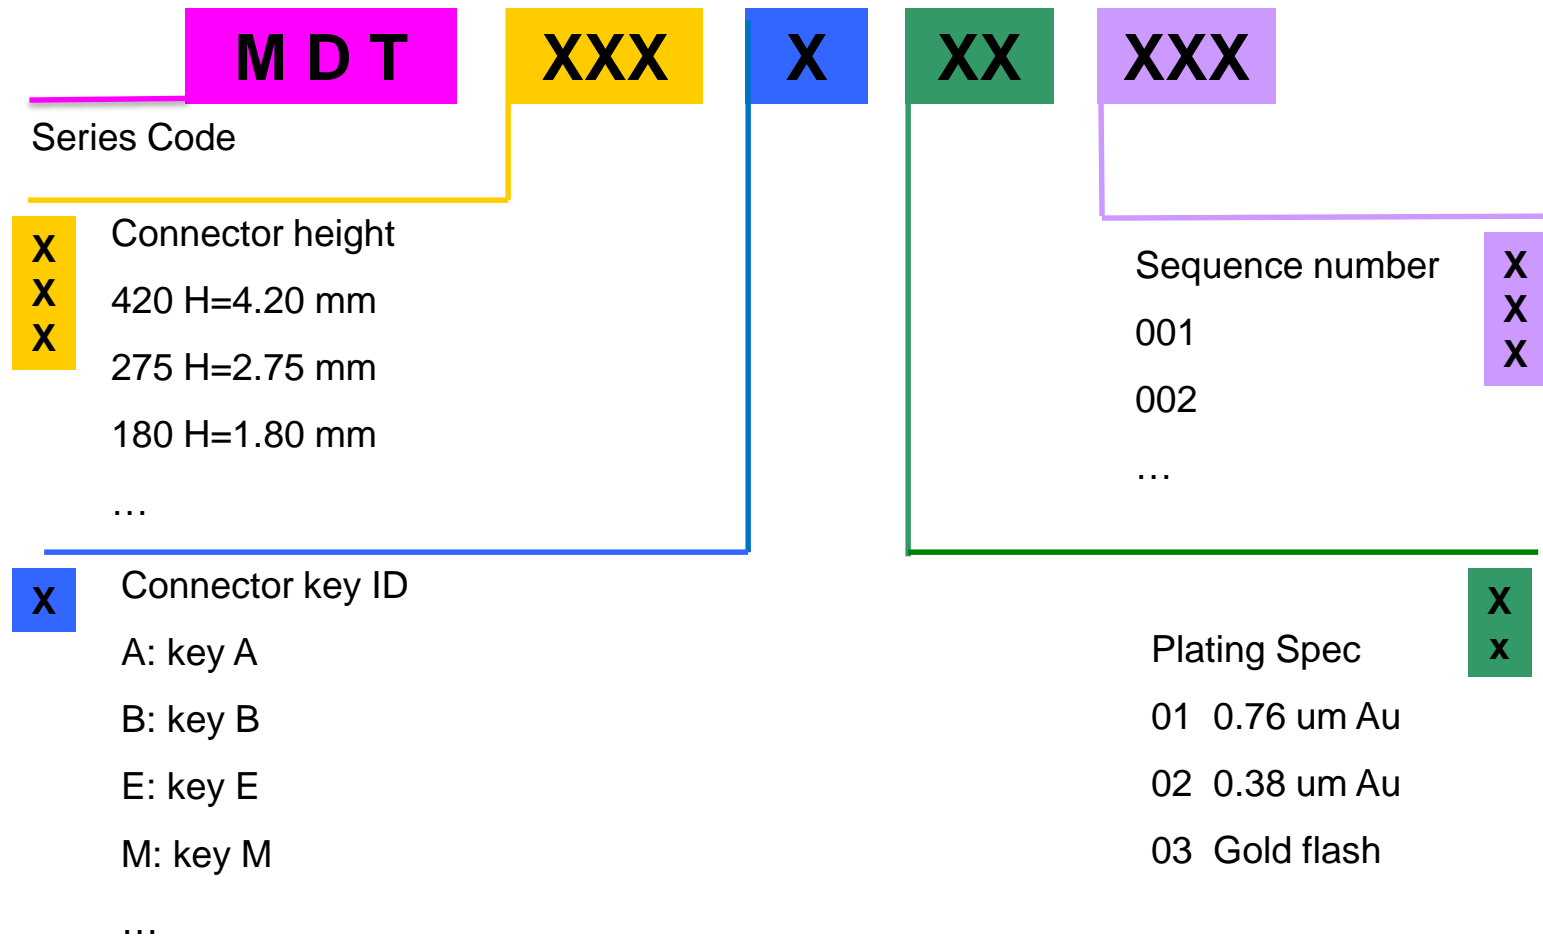 M D T XXX X XX XXX
Series Code
X
X
X
Connector height
420 H=4.20 mm
275 H=2.75 mm
180 H=1.80 mm
…
Sequence number
001
002
…
X
X
X
X
Connector key ID
A: key A
B: key B
E: key E
M: key M
…
Plating Spec
01 0.76 um Au
02 0.38 um Au
03 Gold flash
X
x